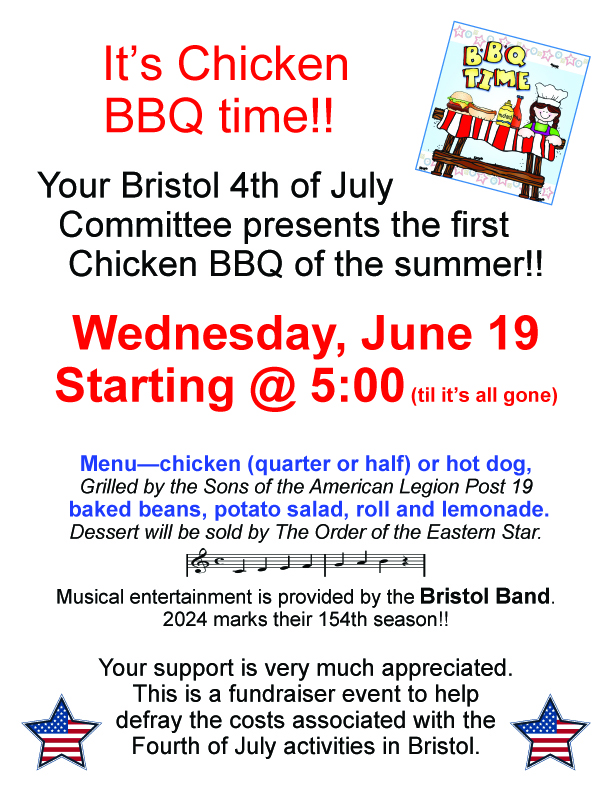 It's Chicken
BBQ time!!
BBQ
TIME
Your Bristol 4th of July
Committee presents the first
Chicken BBQ of the summer!!
Wednesday, June 19
Starting @ 5:00 (til it's all gone)
Menu—chicken (quarter or half) or hot dog,
Grilled by the Sons of the American Legion Post 19
baked beans, potato salad, roll and lemonade.
Dessert will be sold by The Order of the Eastern Star.
Musical entertainment is provided by the Bristol Band.
2024 marks their 154th season!!
Your support is very much appreciated.
This is a fundraiser event to help
defray the costs associated with the
Fourth of July activities in Bristol.